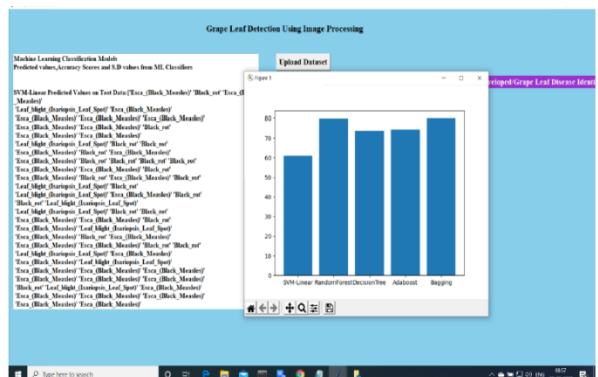 Grape Leaf Detection Using Image Processing
Machine Learning Classification Models
Predicted values,Accuracy Scores and S.D values from ML Classifiers
Upload Dataset
Figure 1
eloped/Grape Leaf Disease Identi
SVM-Linear Predicted Values on Test Data:['Esca_(Black_Measles)' 'Black_rot' 'Esca_(B
_Measles)'
'Leaf_blight_(Isariopsis_Leaf_Spot)' 'Esca_(Black_Measles)'
'Esca_(Black_Measles)' 'Esca_(Black_Measles)' 'Esca_(Black_Measles)'
'Esca_(Black_Measles)' 'Esca_(Black_Measles)' 'Black_rot'
'Esca_(Black_Measles)' 'Esca_(Black_Measles)'
'Leaf_blight_(Isariopsis_Leaf_Spot)' 'Black_rot' 'Black_rot'
'Esca_(Black_Measles)' 'Black_rot' 'Esca_(Black_Measles)'
'Esca_(Black_Measles)' 'Black_rot' 'Black_rot' 'Black_rot' 'Black_rot'
'Esca_(Black_Measles)' 'Esca_(Black_Measles)' 'Black_rot'
'Esca_(Black_Measles)' 'Black_rot' 'Esca_(Black_Measles)' 'Black_rot'
'Leaf_blight_(Isariopsis_Leaf_Spot)' 'Black_rot'
'Leaf_blight_(Isariopsis_Leaf_Spot)' 'Esca_(Black_Measles)' 'Black_rot'
'Black_rot' 'Leaf_blight_(Isariopsis_Leaf_Spot)'
'Leaf_blight_(Isariopsis_Leaf_Spot)' 'Black_rot' 'Black_rot'
'Esca_(Black_Measles)' 'Esca_(Black_Measles)' 'Black_rot'
'Esca_(Black_Measles)' 'Leaf_blight_(Isariopsis_Leaf_Spot)'
'Esca_(Black_Measles)' 'Black_rot' 'Esca_(Black_Measles)'
'Esca_(Black_Measles)' 'Esca_(Black_Measles)' 'Black_rot' 'Black_rot'
'Leaf_blight_(Isariopsis_Leaf_Spot)' 'Esca_(Black_Measles)'
'Esca_(Black_Measles)' 'Leaf_blight_(Isariopsis_Leaf_Spot)'
'Esca_(Black_Measles)' 'Esca_(Black_Measles)' 'Esca_(Black_Measles)'
'Black_rot' 'Leaf_blight_(Isariopsis_Leaf_Spot)' 'Esca_(Black_Measles)'
'Esca_(Black_Measles)' 'Esca_(Black_Measles)' 'Esca_(Black_Measles)'
'Esca_(Black_Measles)' 'Esca_(Black_Measles)'
80
70
60
50
40
30
20
10
0
SVM-Linear RandomForest DecisionTree Adaboost Bagging
Type here to search
ENG